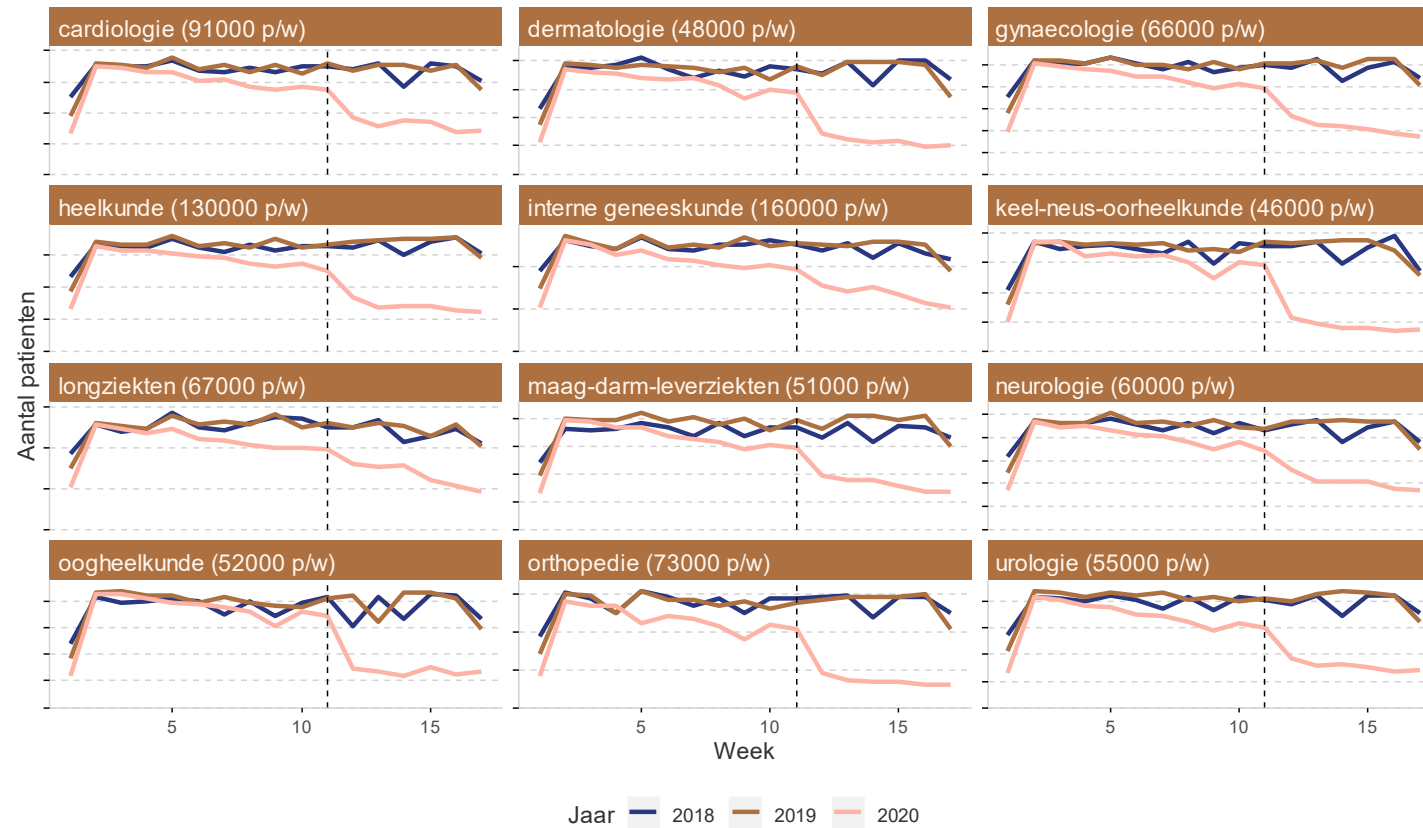 cardiologie (91000 p/w)
dermatologie (48000 p/w)
gynaecologie (66000 p/w)
heelkunde (130000 p/w)
interne geneeskunde (160000 p/w)
keel-neus-oorheelkunde (46000 p/w)
longziekten (67000 p/w)
maag-darm-leverziekten (51000 p/w)
neurologie (60000 p/w)
oogheelkunde (52000 p/w)
orthopedie (73000 p/w)
urologie (55000 p/w)
Aantal patienten
5 10 15 5 10 15 5 10 15
Week
Jaar 2018 2019 2020